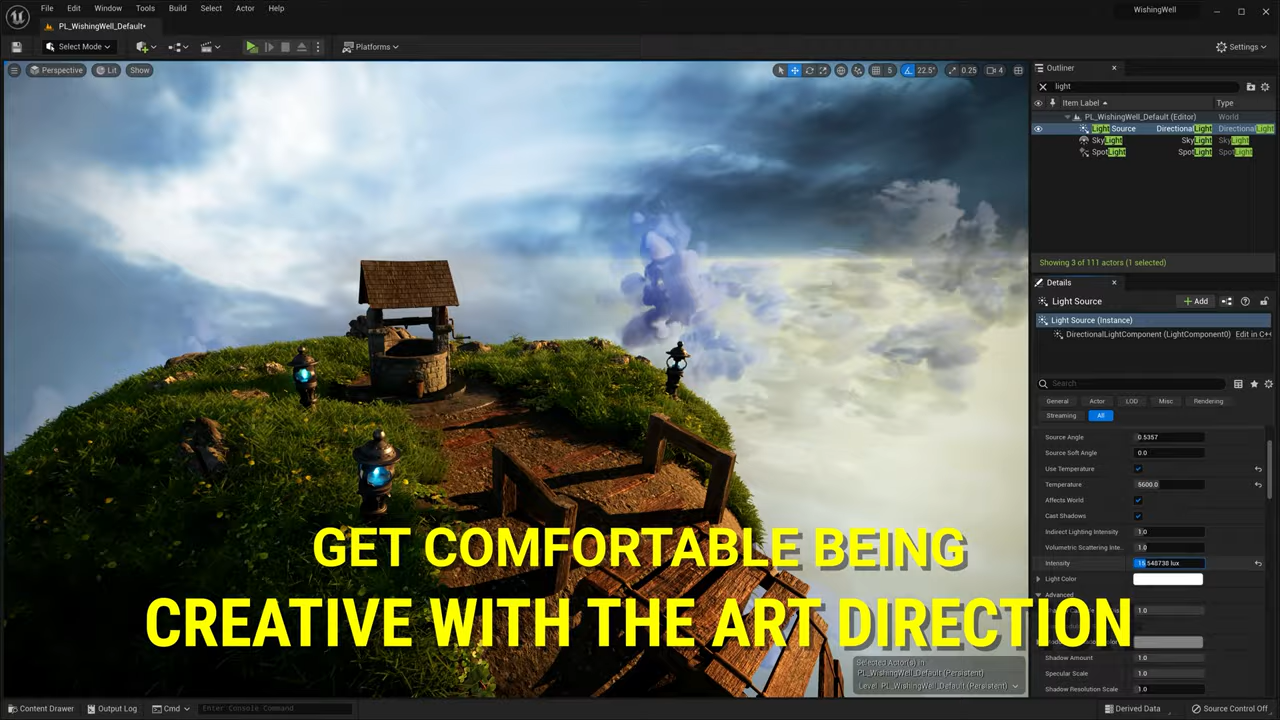 File Edit Window Tools Build Select Actor Help
WishingWell
PL_WishingWell_Default*
Select Mode
Platforms
Settings
Perspective
Lit
Show
5
22.5°
0.25
4
Outliner
light
Item Label
Type
PL_WishingWell_Default (Editor) World
Light Source DirectionalLight DirectionalLight
SkyLight SkyLight SkyLight
SpotLight SpotLight SpotLight
Showing 3 of 111 actors (1 selected)
Details
Light Source
+ Add
Light Source (Instance)
DirectionalLightComponent (LightComponent0) Edit in C++
Search
General Actor LOD Misc Rendering
Streaming All
Source Angle 0.5357
Source Soft Angle 0.0
Use Temperature
Temperature 5600.0
Affects World
Cast Shadows
Indirect Lighting Intensity 1.0
Volumetric Scattering Inte.. 1.0
Intensity 15.548738 lux
Light Color
Advanced
1.0
Shadow Amount 1.0
Specular Scale 1.0
Shadow Resolution Scale 1.0
GET COMFORTABLE BEING
CREATIVE WITH THE ART DIRECTION
Selected Actor(s) in:
PL_WishingWell_Default (Persistent)
Level: PL_WishingWell_Default (Persistent)
Content Drawer
Output Log
Cmd
Enter Console Command
Derived Data
Source Control Off